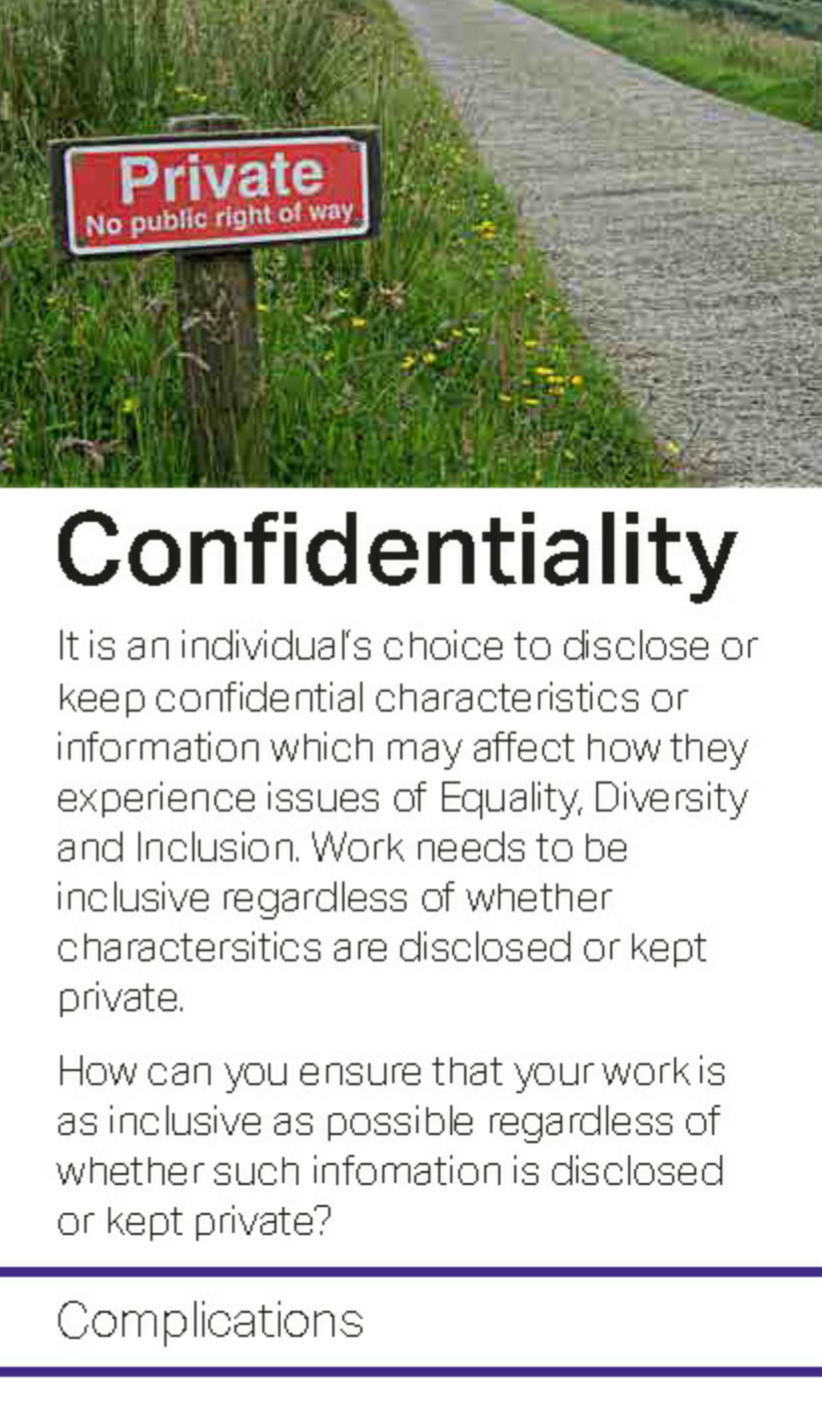 Private
No public right of way
Confidentiality
It is an individual's choice to disclose or
keep confidential characteristics or
information which may affect how they
experience issues of Equality, Diversity
and Inclusion. Work needs to be
inclusive regardless of whether
charactersitics are disclosed or kept
private.
How can you ensure that your work is
as inclusive as possible regardless of
whether such infomation is disclosed
or kept private?
Complications